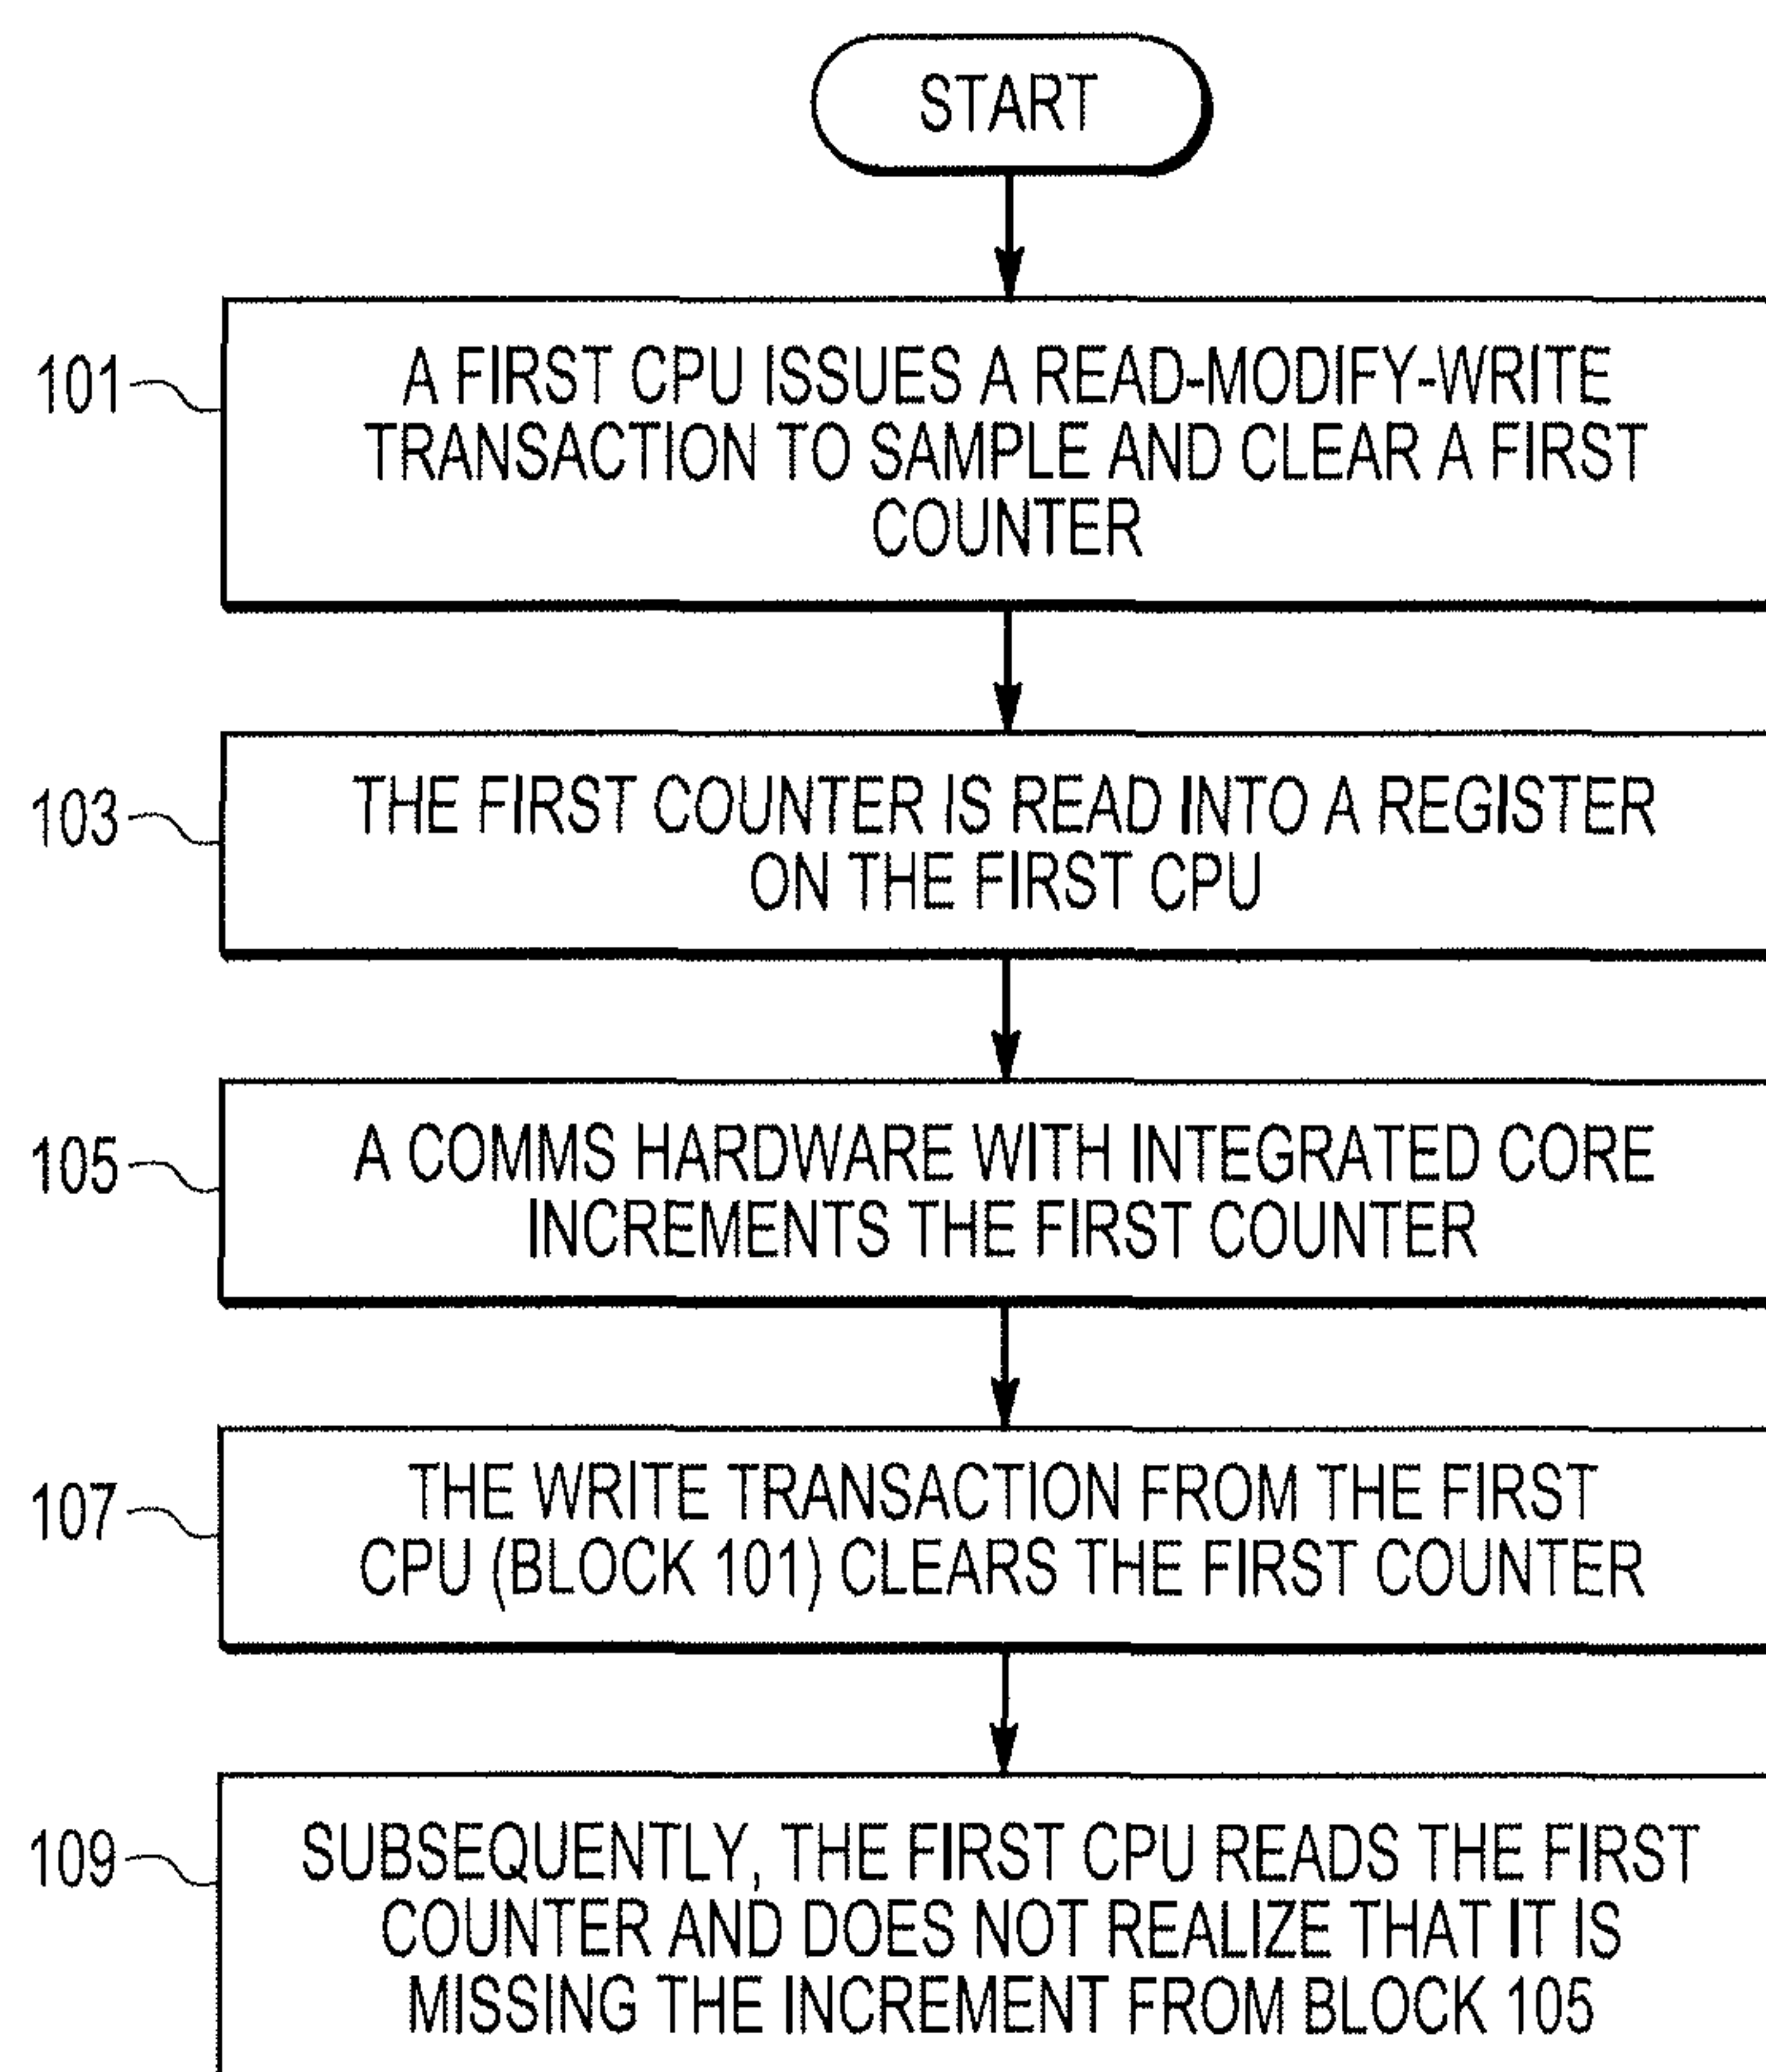 START
101
A FIRST CPU ISSUES A READ-MODIFY-WRITE
TRANSACTION TO SAMPLE AND CLEAR A FIRST
COUNTER
103
THE FIRST COUNTER IS READ INTO A REGISTER
ON THE FIRST CPU
105
A COMMS HARDWARE WITH INTEGRATED CORE
INCREMENTS THE FIRST COUNTER
107
THE WRITE TRANSACTION FROM THE FIRST
CPU (BLOCK 101) CLEARS THE FIRST COUNTER
109
SUBSEQUENTLY, THE FIRST CPU READS THE FIRST
COUNTER AND DOES NOT REALIZE THAT IT IS
MISSING THE INCREMENT FROM BLOCK 105